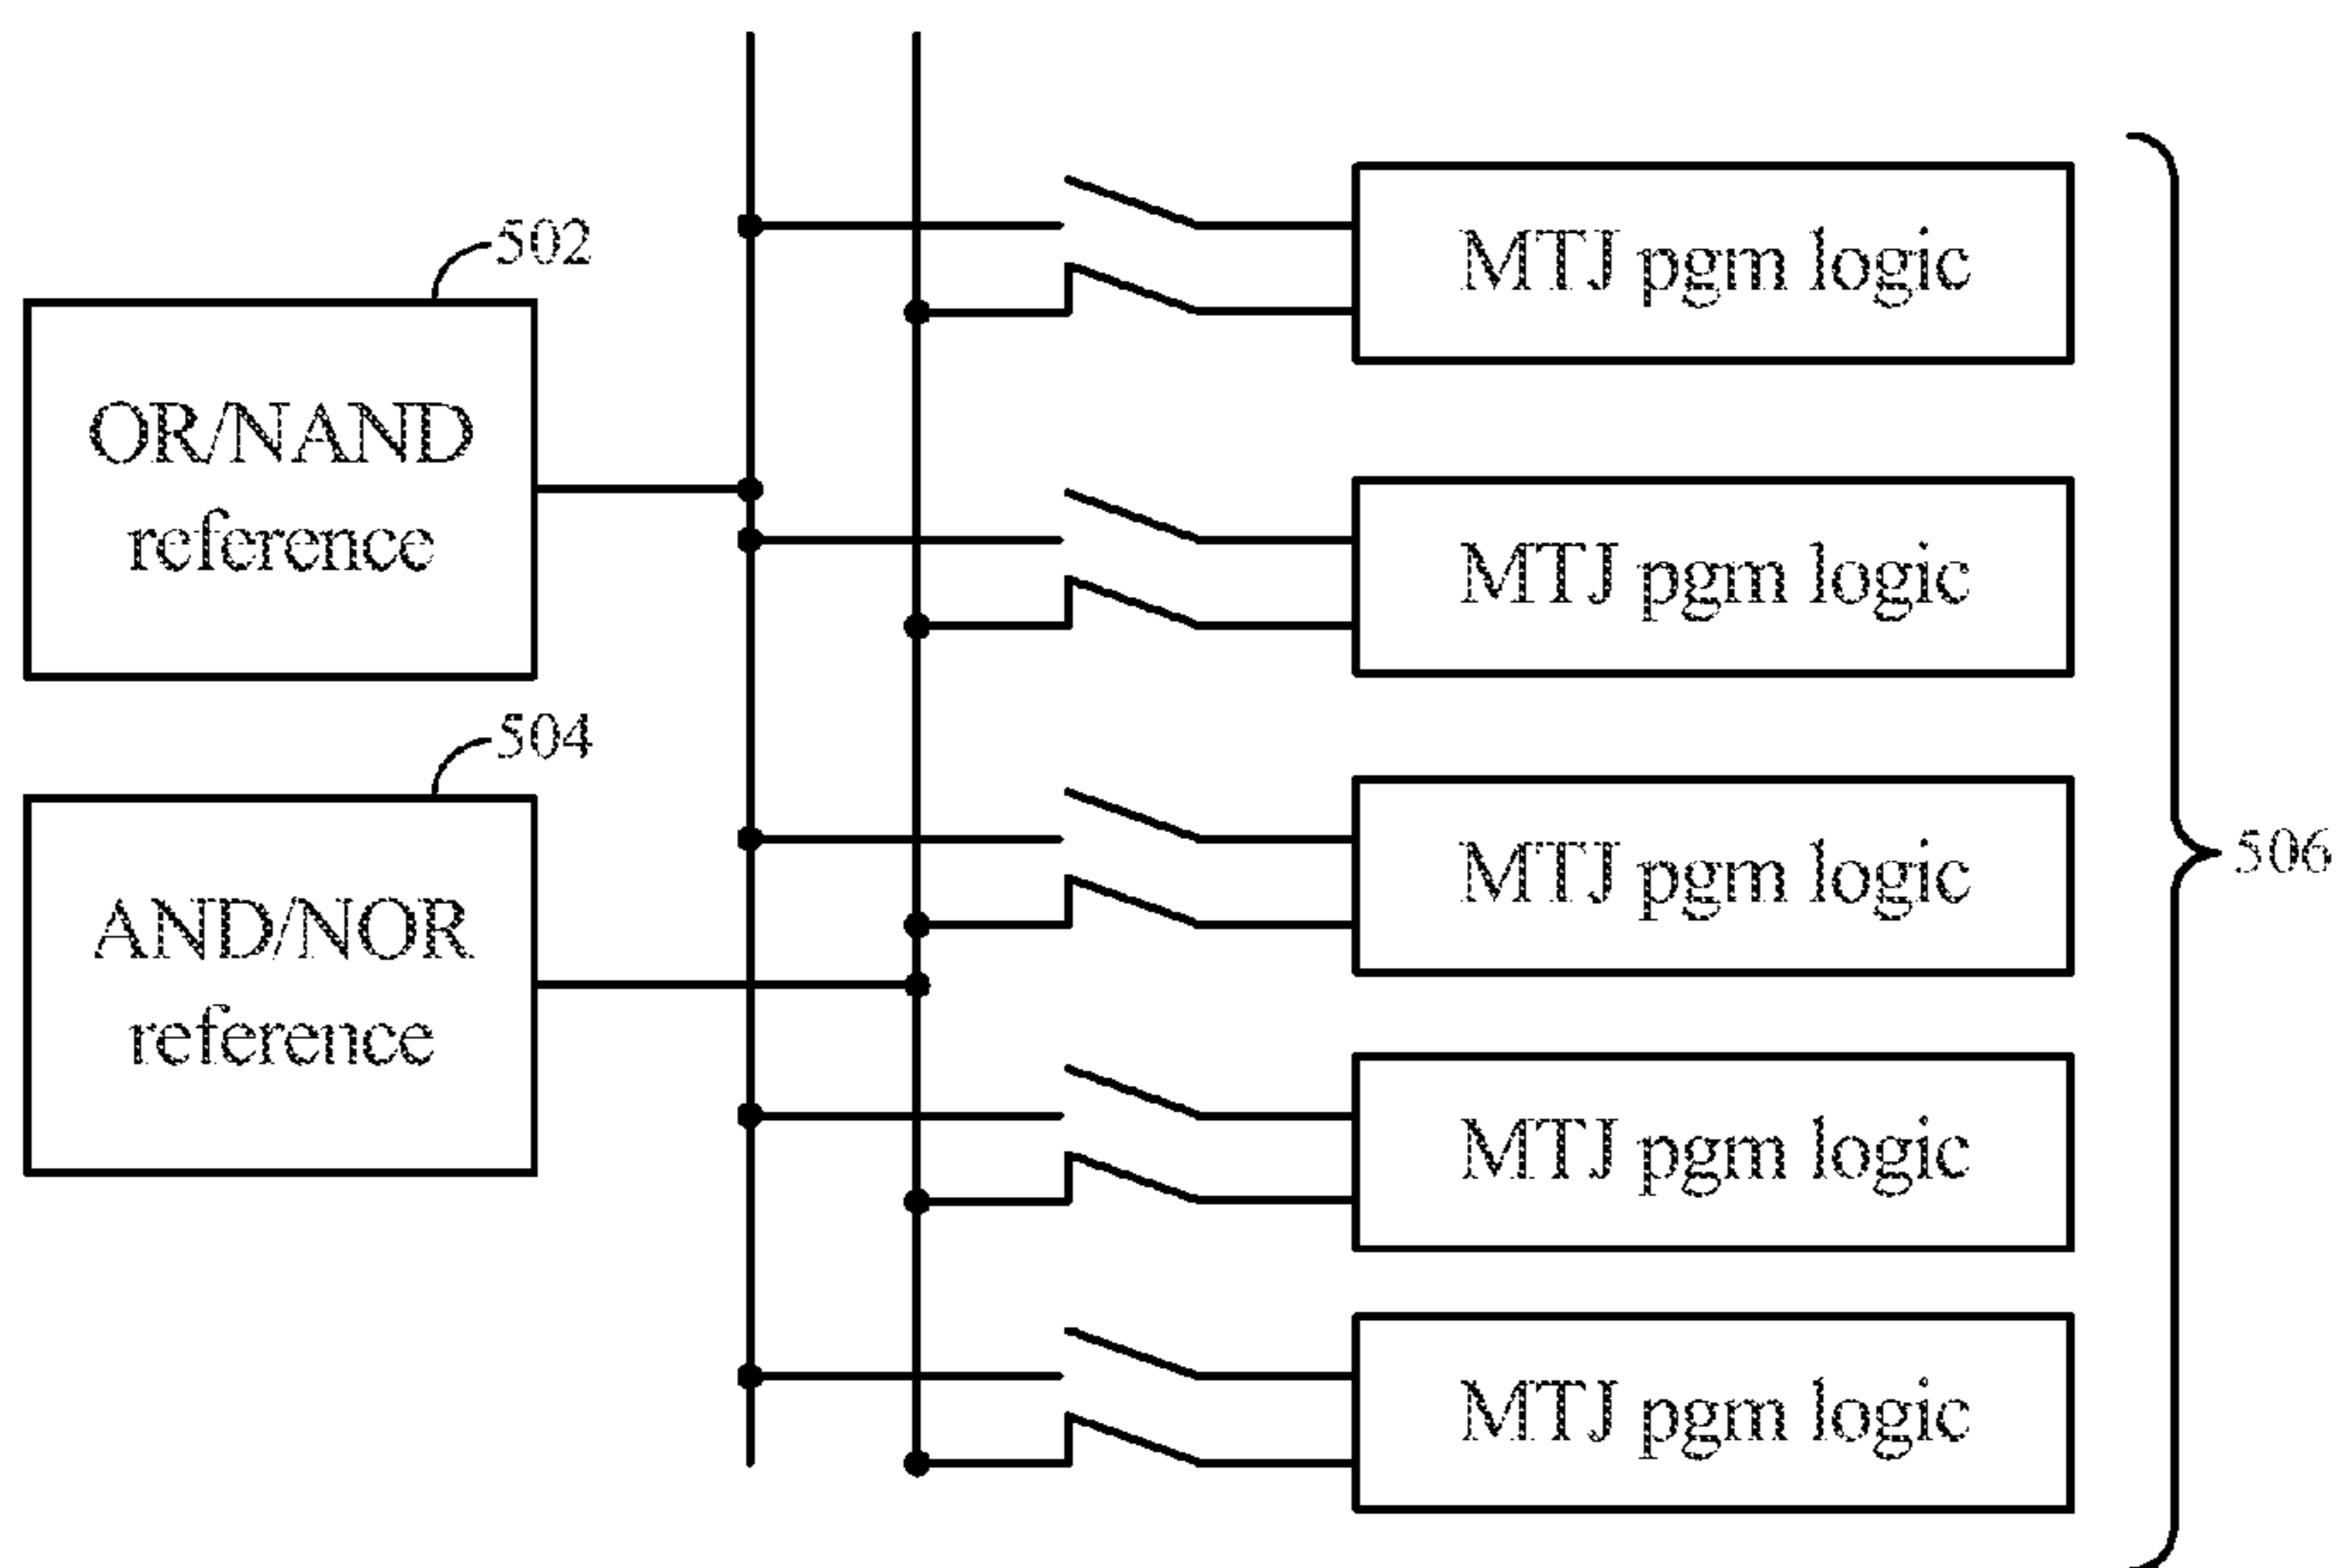 502
OR/NAND
reference
504
AND/NOR
reference
MTJ pgm logic
MTJ pgm logic
MTJ pgm logic
MTJ pgm logic
MTJ pgm logic
506